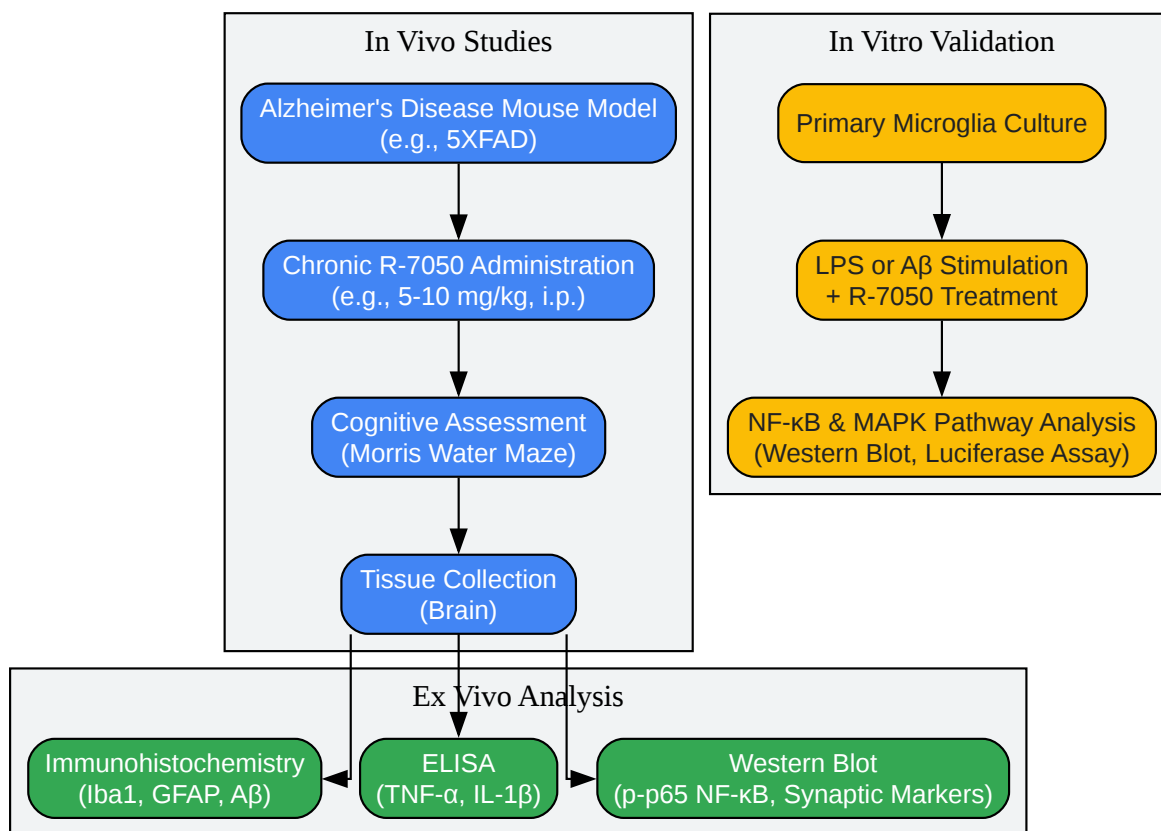 In Vivo Studies
Alzheimer's Disease Mouse Model
(e.g., 5XFAD)
Chronic R-7050 Administration
(e.g., 5-10 mg/kg, i.p.)
Cognitive Assessment
(Morris Water Maze)
Tissue Collection
(Brain)
In Vitro Validation
Primary Microglia Culture
LPS or Aβ Stimulation
+ R-7050 Treatment
NF-κB & MAPK Pathway Analysis
(Western Blot, Luciferase Assay)
Ex Vivo Analysis
Immunohistochemistry
(Iba1, GFAP, Aβ)
ELISA
(TNF-α, IL-1β)
Western Blot
(p-p65 NF-κB, Synaptic Markers)